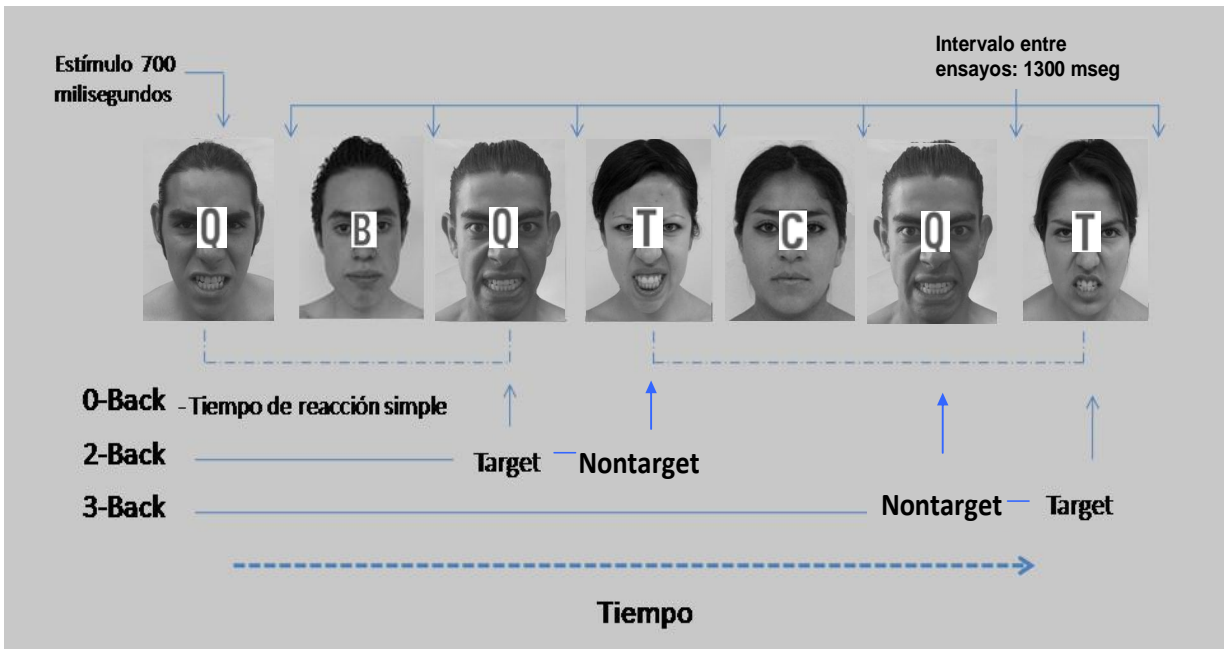 Estímulo 700
milisegundos
Intervalo entre
ensayos: 1300 mseg
Q B Q T C Q T
0-Back - Tiempo de reacción simple
2-Back Target Nontarget
3-Back Nontarget Target
Tiempo